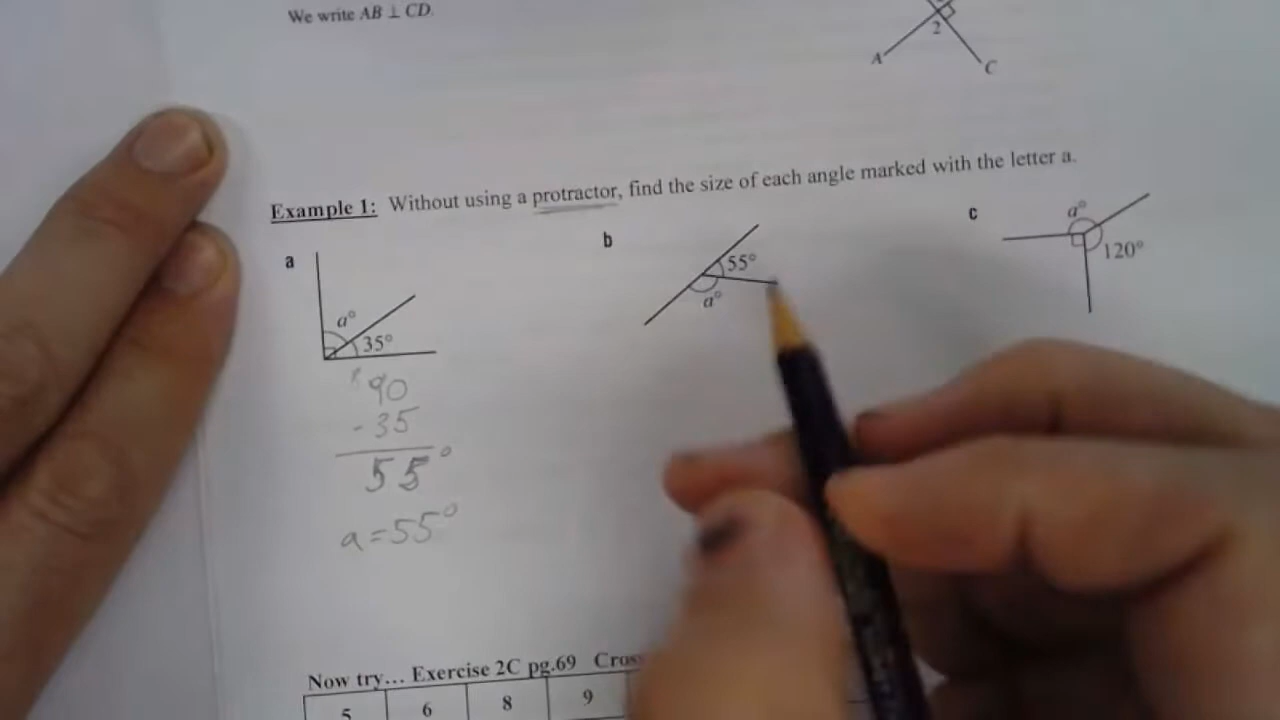 We write AB ⊥ CD.
2
A
C
Example 1: Without using a protractor, find the size of each angle marked with the letter a.
a
b
c
a°
35°
55°
a°
a°
120°
90
- 35
55°
a = 55°
Now try... Exercise 2C pg.69
5 6 8 9